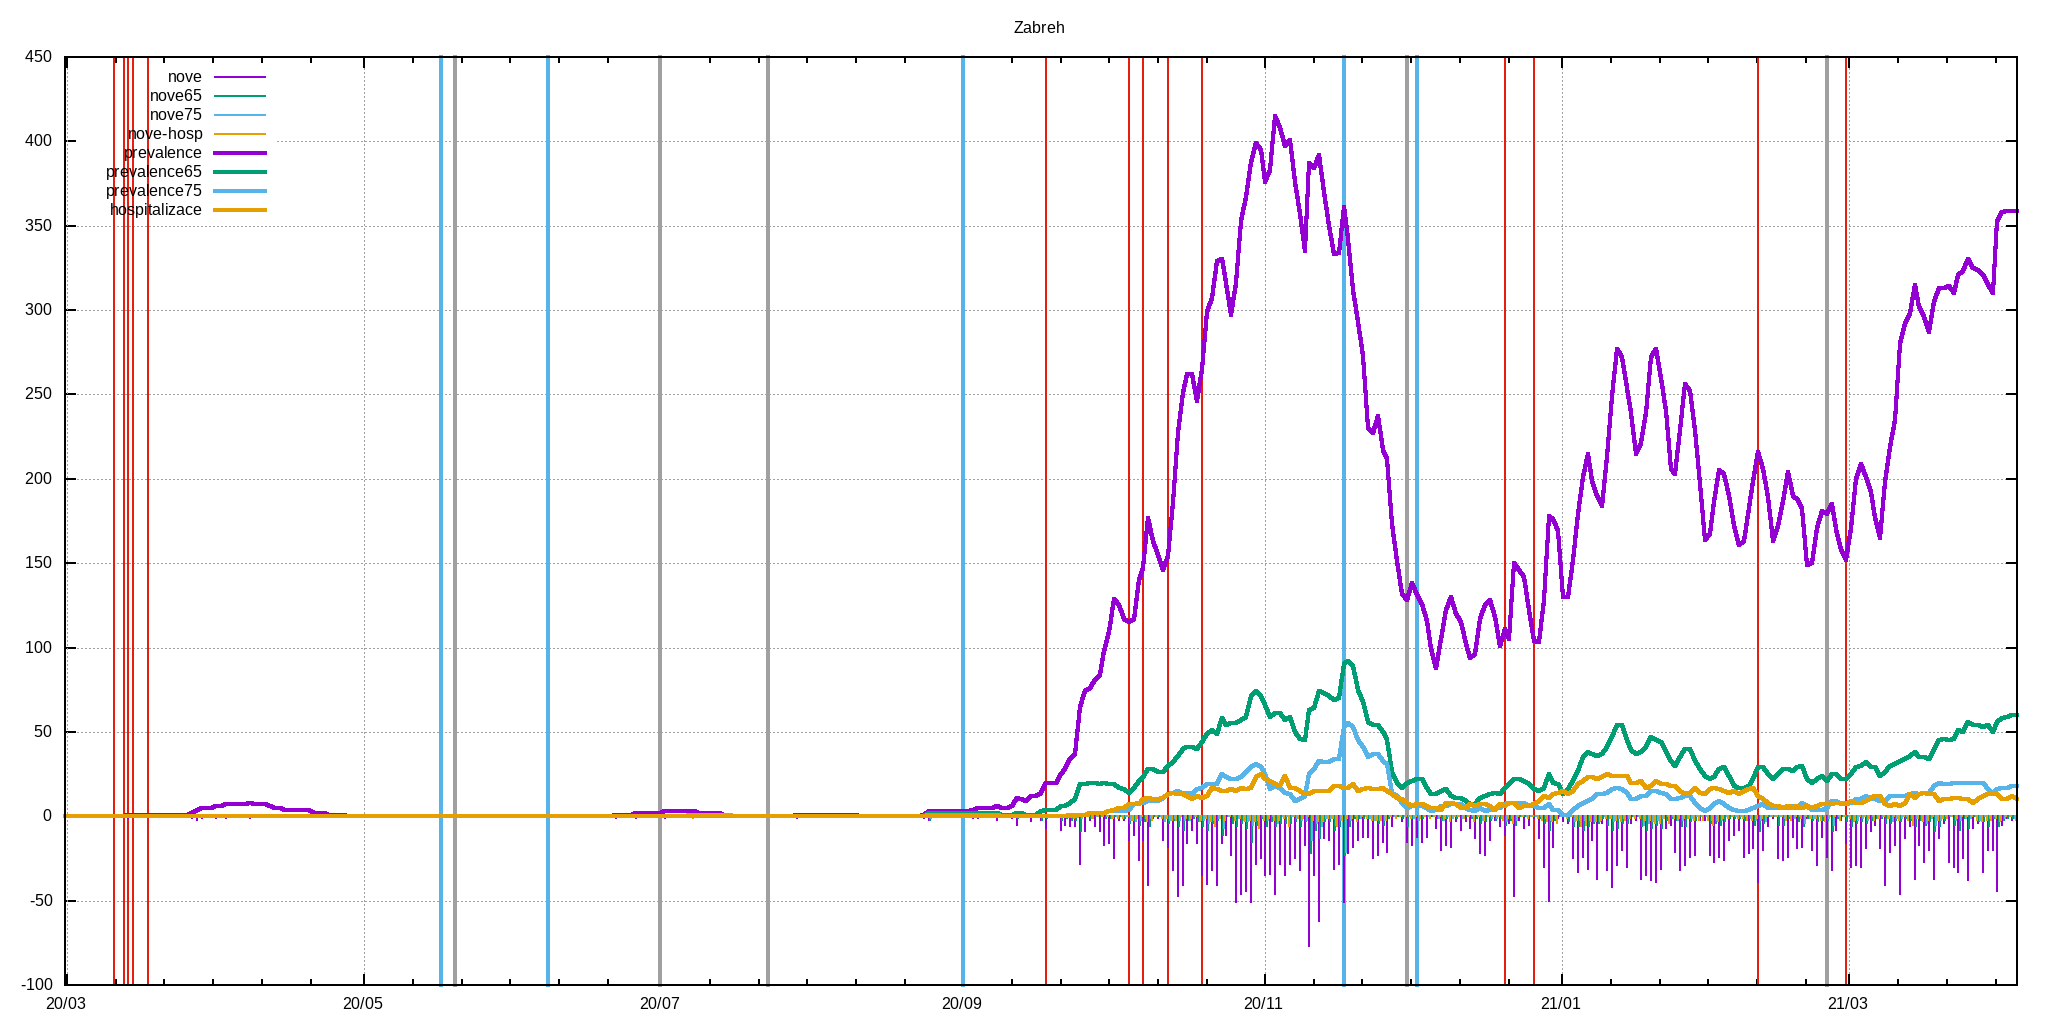 Zabreh
450
400
350
300
250
200
150
100
50
0
-50
-100
nove
nove65
nove75
nove-hosp
prevalence
prevalence65
prevalence75
hospitalizace
20/03 20/05 20/07 20/09 20/11 21/01 21/03